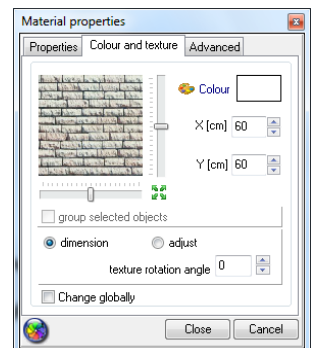 Material properties
Properties Colour and texture Advanced
Colour
X [cm] 60
Y [cm] 60
group selected objects
dimension adjust
texture rotation angle 0
Change globally
Close Cancel